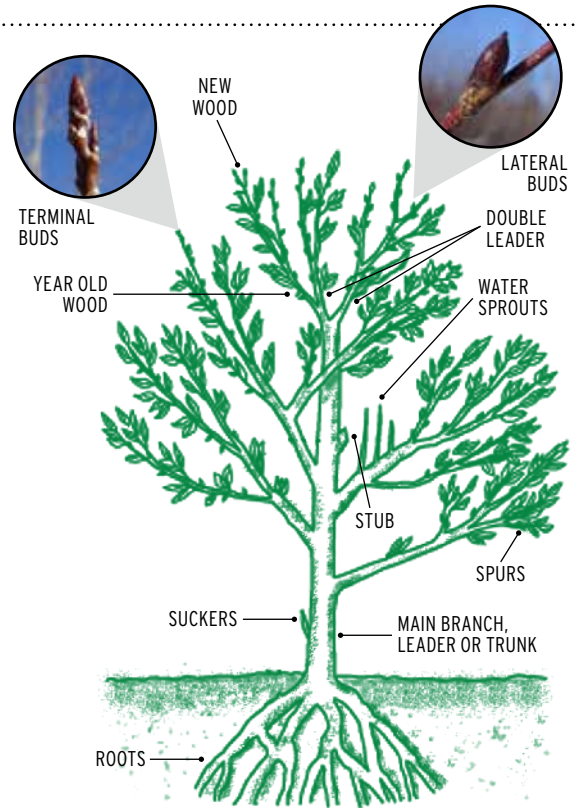 NEW
WOOD
TERMINAL
BUDS
LATERAL
BUDS
DOUBLE
LEADER
YEAR OLD
WOOD
WATER
SPROUTS
STUB
SPURS
SUCKERS
MAIN BRANCH,
LEADER OR TRUNK
ROOTS